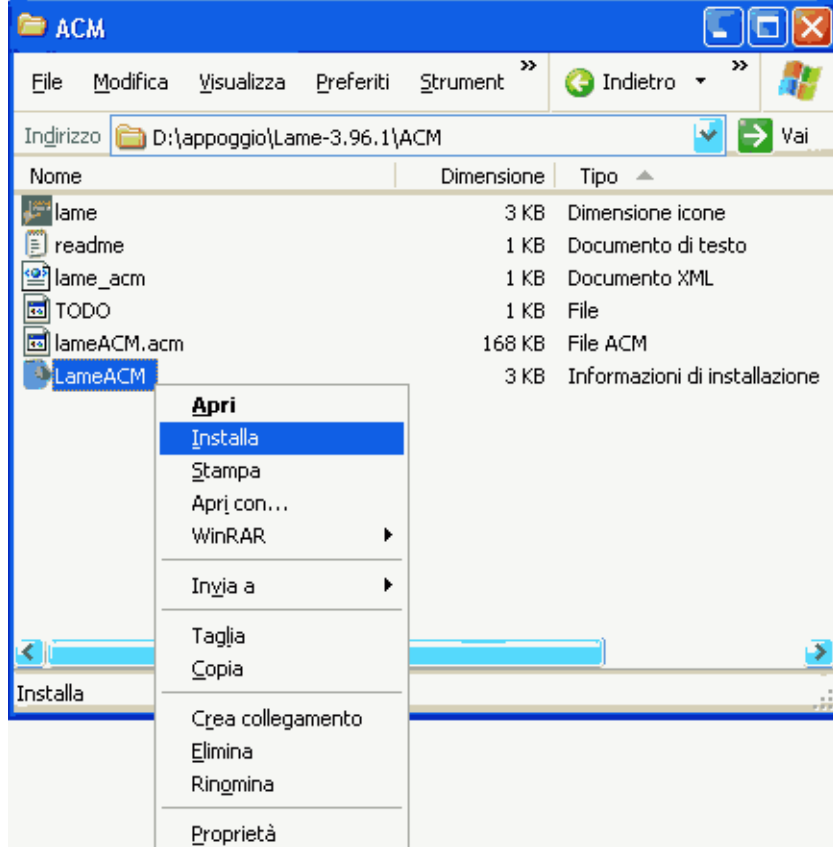 ACM
File Modifica Visualizza Preferiti Strument » Indietro »
Indirizzo D:\appoggio\Lame-3.96.1\ACM Vai
Nome Dimensione Tipo
lame 3 KB Dimensione icone
readme 1 KB Documento di testo
lame_acm 1 KB Documento XML
TODO 1 KB File
lameACM.acm 168 KB File ACM
LameACM 3 KB Informazioni di installazione
Apri
Installa
Stampa
Apri con...
WinRAR
Invia a
Taglia
Copia
Installa
Crea collegamento
Elimina
Rinomina
Proprietà